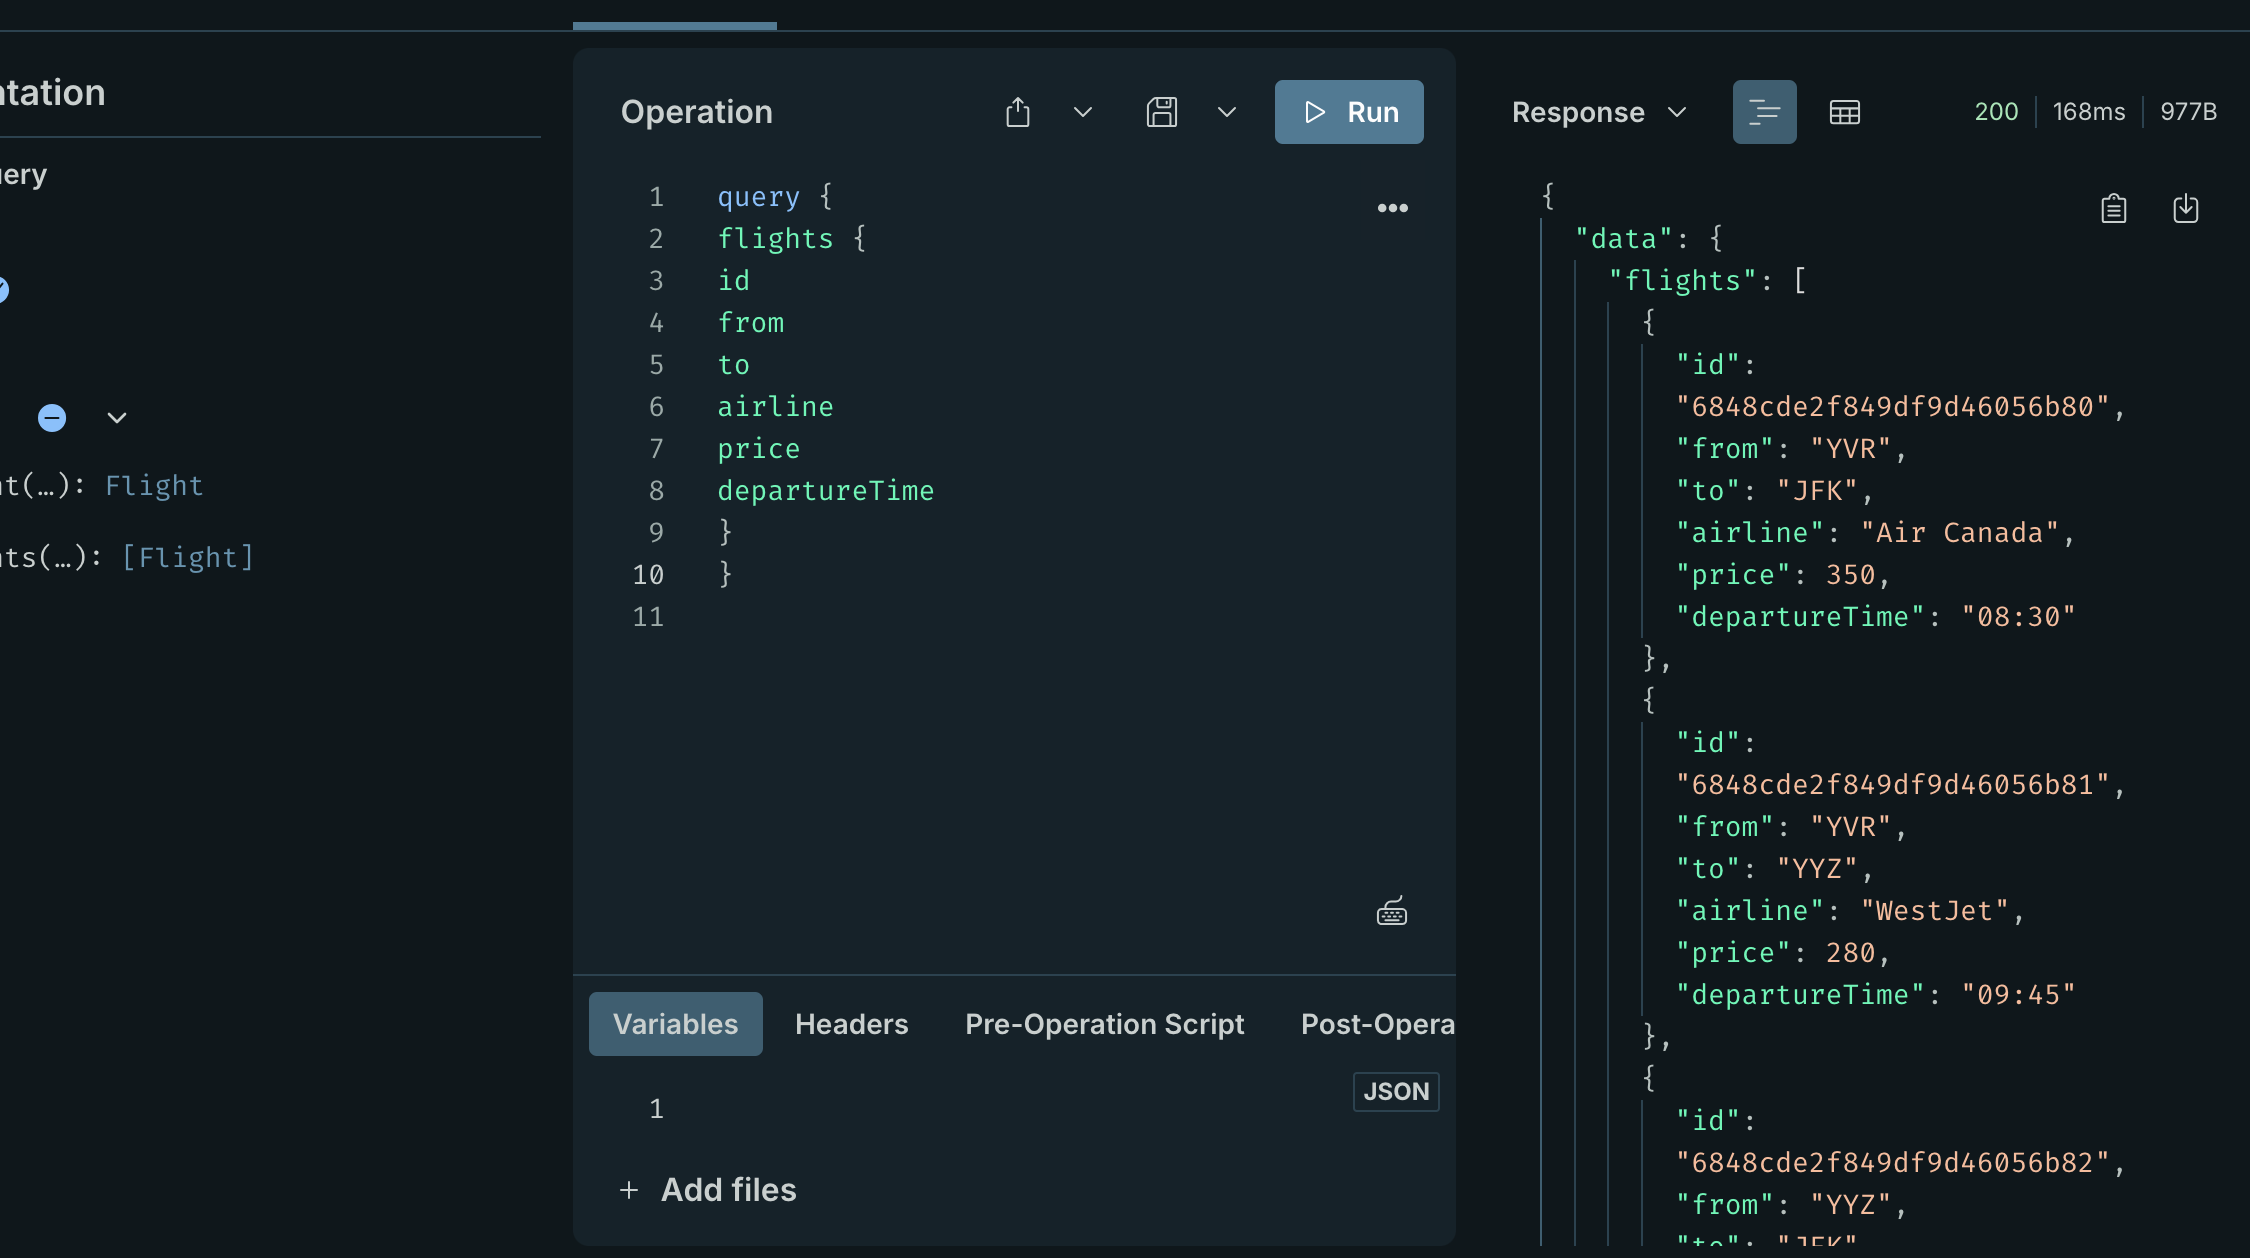 tation
ery
t(…): Flight
ts(…): [Flight]
Operation
Run
1 query {
2 flights {
3 id
4 from
5 to
6 airline
7 price
8 departureTime
9 }
10 }
11
Variables Headers Pre-Operation Script Post-Opera
JSON
1
+ Add files
Response
200 168ms 977B
{
"data": {
"flights": [
{
"id":
"6848cde2f849df9d46056b80",
"from": "YVR",
"to": "JFK",
"airline": "Air Canada",
"price": 350,
"departureTime": "08:30"
},
{
"id":
"6848cde2f849df9d46056b81",
"from": "YVR",
"to": "YYZ",
"airline": "WestJet",
"price": 280,
"departureTime": "09:45"
},
{
"id":
"6848cde2f849df9d46056b82",
"from": "YYZ",
"to": "JFK"